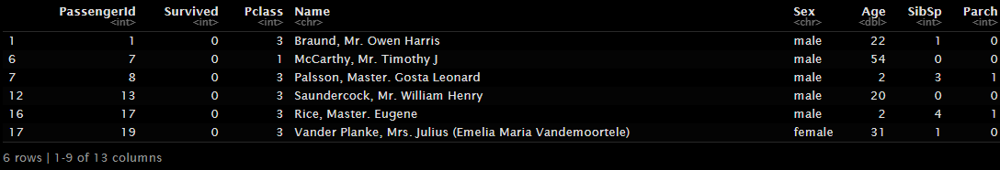 PassengerId Survived Pclass Name Sex Age SibSp Parch
<int> <int> <int> <chr> <chr> <dbl> <int> <int>
1 1 0 3 Braund, Mr. Owen Harris male 22 1 0
6 7 0 1 McCarthy, Mr. Timothy J male 54 0 0
7 8 0 3 Palsson, Master. Gosta Leonard male 2 3 1
12 13 0 3 Saundercock, Mr. William Henry male 20 0 0
16 17 0 3 Rice, Master. Eugene male 2 4 1
17 19 0 3 Vander Planke, Mrs. Julius (Emelia Maria Vandemoortele) female 31 1 0
6 rows | 1-9 of 13 columns